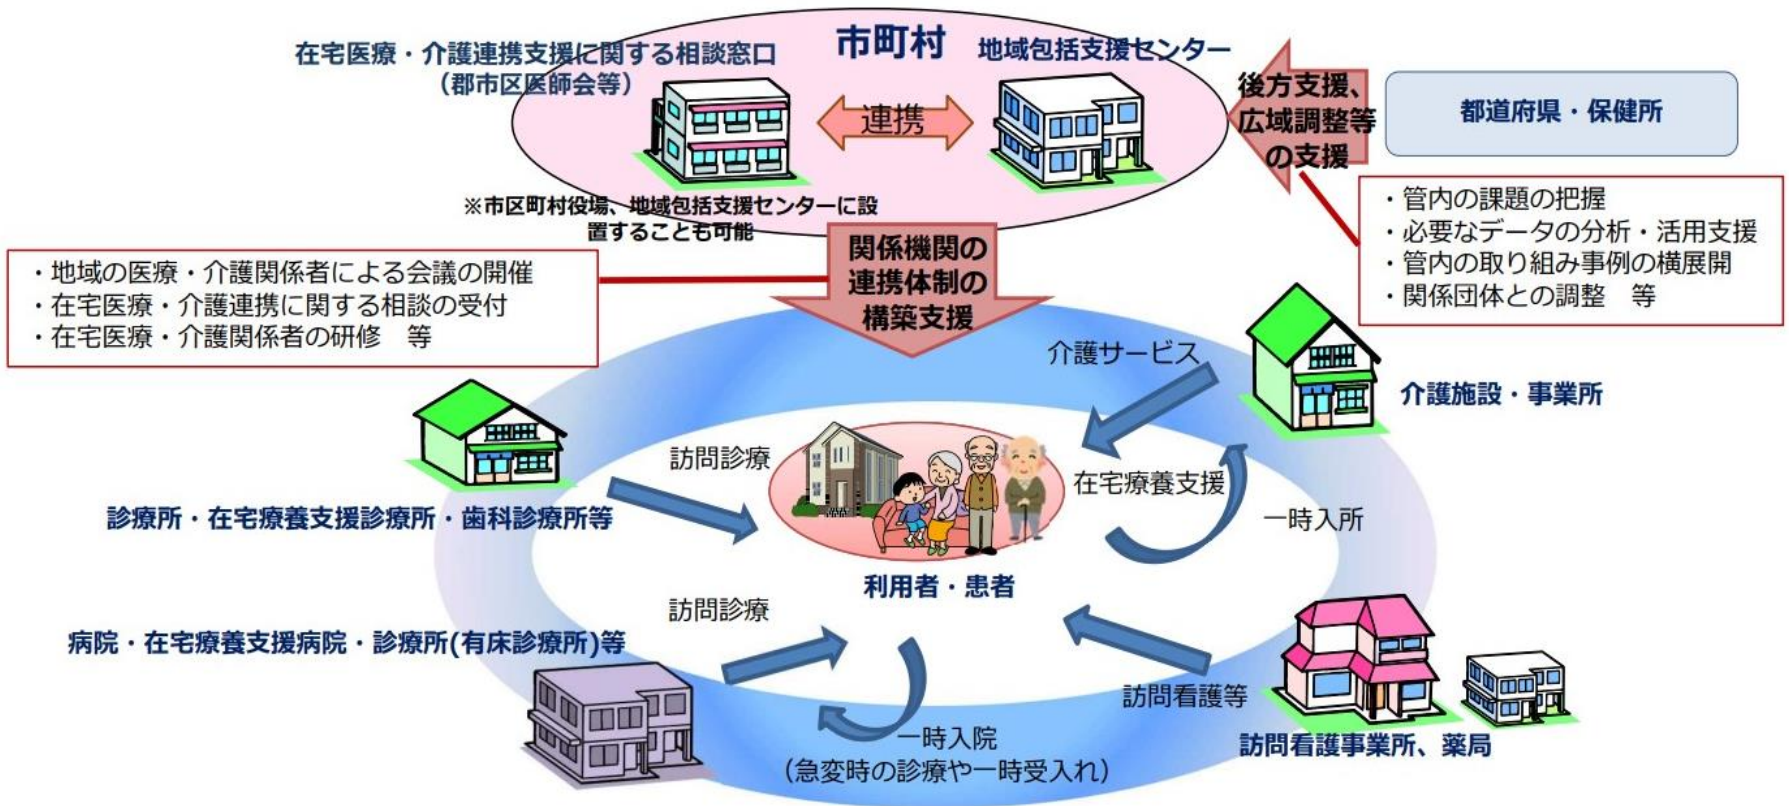 市町村
在宅医療・介護連携支援に関する相談窓口
(郡市区医師会等)
地域包括支援センター
連携
※市区町村役場、地域包括支援センターに設
置することも可能
後方支援、
広域調整等
の支援
都道府県・保健所
・管内の課題の把握
・必要なデータの分析・活用支援
・管内の取り組み事例の横展開
・関係団体との調整　等
関係機関の
連携体制の
構築支援
・地域の医療・介護関係者による会議の開催
・在宅医療・介護連携に関する相談の受付
・在宅医療・介護関係者の研修　等
介護サービス
介護施設・事業所
訪問診療
在宅療養支援
一時入所
診療所・在宅療養支援診療所・歯科診療所等
利用者・患者
訪問診療
病院・在宅療養支援病院・診療所(有床診療所)等
訪問看護等
一時入院
(急変時の診療や一時受入れ)
訪問看護事業所、薬局